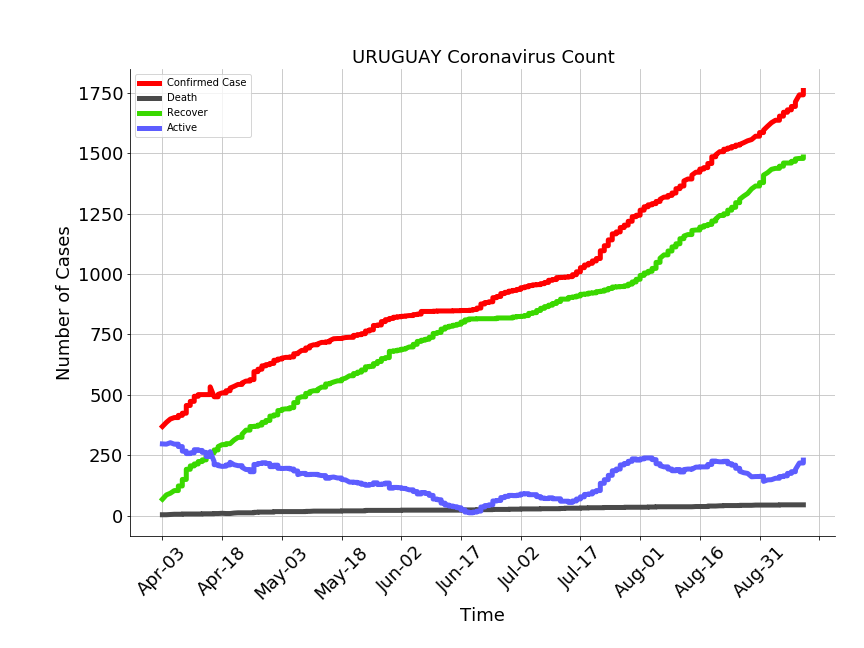 URUGUAY Coronavirus Count
Confirmed Case
Death
Recover
Active
Number of Cases
1750
1500
1250
1000
750
500
250
0
Apr-03
Apr-18
May-03
May-18
Jun-02
Jun-17
Jul-02
Jul-17
Aug-01
Aug-16
Aug-31
Time